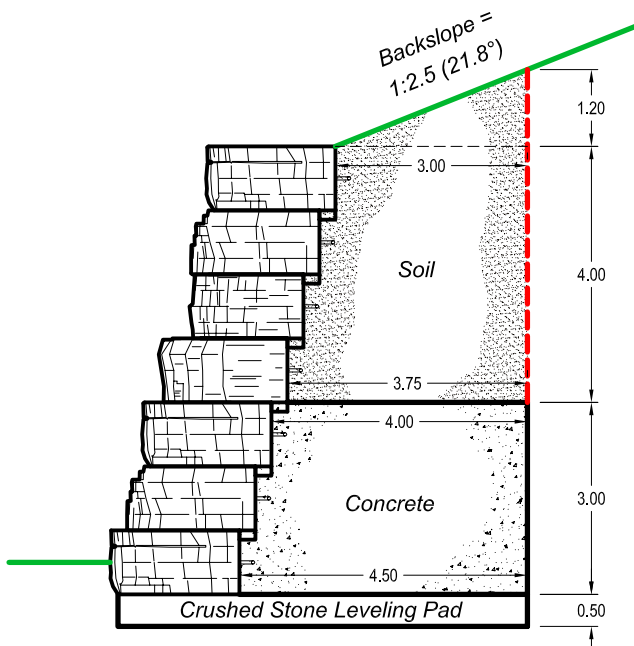 Backslope =
1:2.5 (21.8°)
1.20
3.00
Soil
4.00
3.75
4.00
Concrete
3.00
4.50
Crushed Stone Leveling Pad
0.50